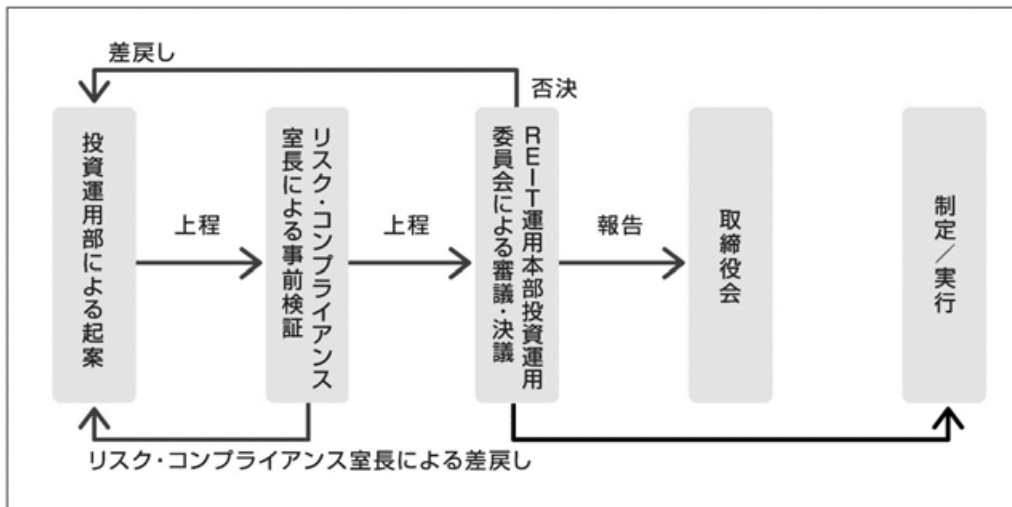 差戻し
否決
投資運用部による起案
上程
リスク・コンプライアンス
室長による事前検証
上程
REIT運用本部投資運用
委員会による審議・決議
報告
取締役会
制定／実行
リスク・コンプライアンス室長による差戻し